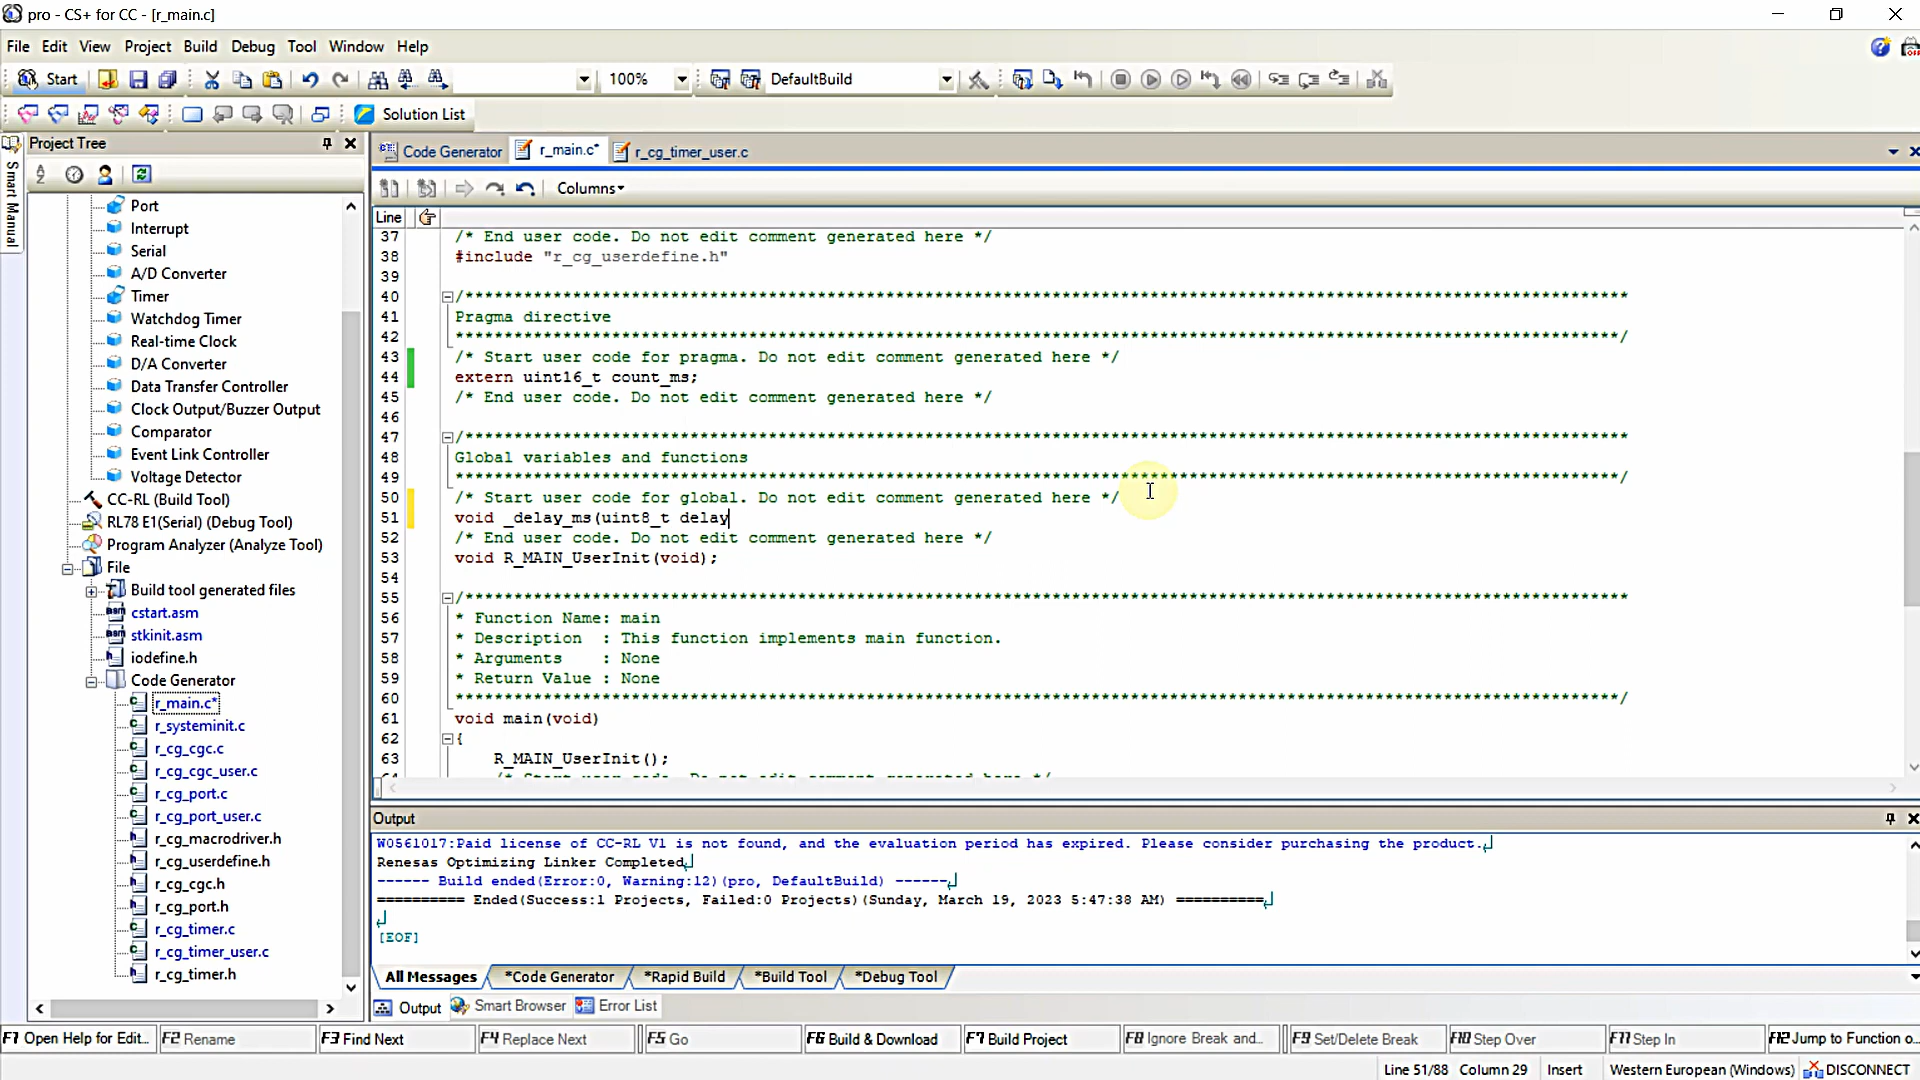 pro - CS+ for CC - [r_main.c]
File Edit View Project Build Debug Tool Window Help
Start 100% DefaultBuild
Solution List
Project Tree
Code Generator r_main.c* r_cg_timer_user.c
Smart Manual
Columns
Line
Port
Interrupt
Serial
A/D Converter
Timer
Watchdog Timer
Real-time Clock
D/A Converter
Data Transfer Controller
Clock Output/Buzzer Output
Comparator
Event Link Controller
Voltage Detector
CC-RL (Build Tool)
RL78 E1(Serial) (Debug Tool)
Program Analyzer (Analyze Tool)
File
Build tool generated files
cstart.asm
stkinit.asm
iodefine.h
Code Generator
r_main.c*
r_systeminit.c
r_cg_cgc.c
r_cg_cgc_user.c
r_cg_port.c
r_cg_port_user.c
r_cg_macrodriver.h
r_cg_userdefine.h
r_cg_cgc.h
r_cg_port.h
r_cg_timer.c
r_cg_timer_user.c
r_cg_timer.h
37 /* End user code. Do not edit comment generated here */
38 #include "r_cg_userdefine.h"
39
40 /***********************************************************************************************************************
41 Pragma directive
42 ***********************************************************************************************************************/
43 /* Start user code for pragma. Do not edit comment generated here */
44 extern uint16_t count_ms;
45 /* End user code. Do not edit comment generated here */
46
47 /***********************************************************************************************************************
48 Global variables and functions
49 ***********************************************************************************************************************/
50 /* Start user code for global. Do not edit comment generated here */
51 void _delay_ms(uint8_t delay
52 /* End user code. Do not edit comment generated here */
53 void R_MAIN_UserInit(void);
54
55 /***********************************************************************************************************************
56 * Function Name: main
57 * Description : This function implements main function.
58 * Arguments : None
59 * Return Value : None
60 ***********************************************************************************************************************/
61 void main(void)
62 {
63 R_MAIN_UserInit();
64 /* Start user code. Do not edit comment generated here */
Output
W0561017:Paid license of CC-RL V1 is not found, and the evaluation period has expired. Please consider purchasing the product.
Renesas Optimizing Linker Completed
------ Build ended(Error:0, Warning:12)(pro, DefaultBuild) ------
========== Ended(Success:1 Projects, Failed:0 Projects)(Sunday, March 19, 2023 5:47:38 AM) ==========
[EOF]
All Messages *Code Generator *Rapid Build *Build Tool *Debug Tool
Output Smart Browser Error List
F1 Open Help for Edit... F2 Rename F3 Find Next F4 Replace Next F5 Go F6 Build & Download F7 Build Project F8 Ignore Break and... F9 Set/Delete Break F10 Step Over F11 Step In F12 Jump to Function o...
Line 51/88 Column 29 Insert Western European (Windows) DISCONNECT